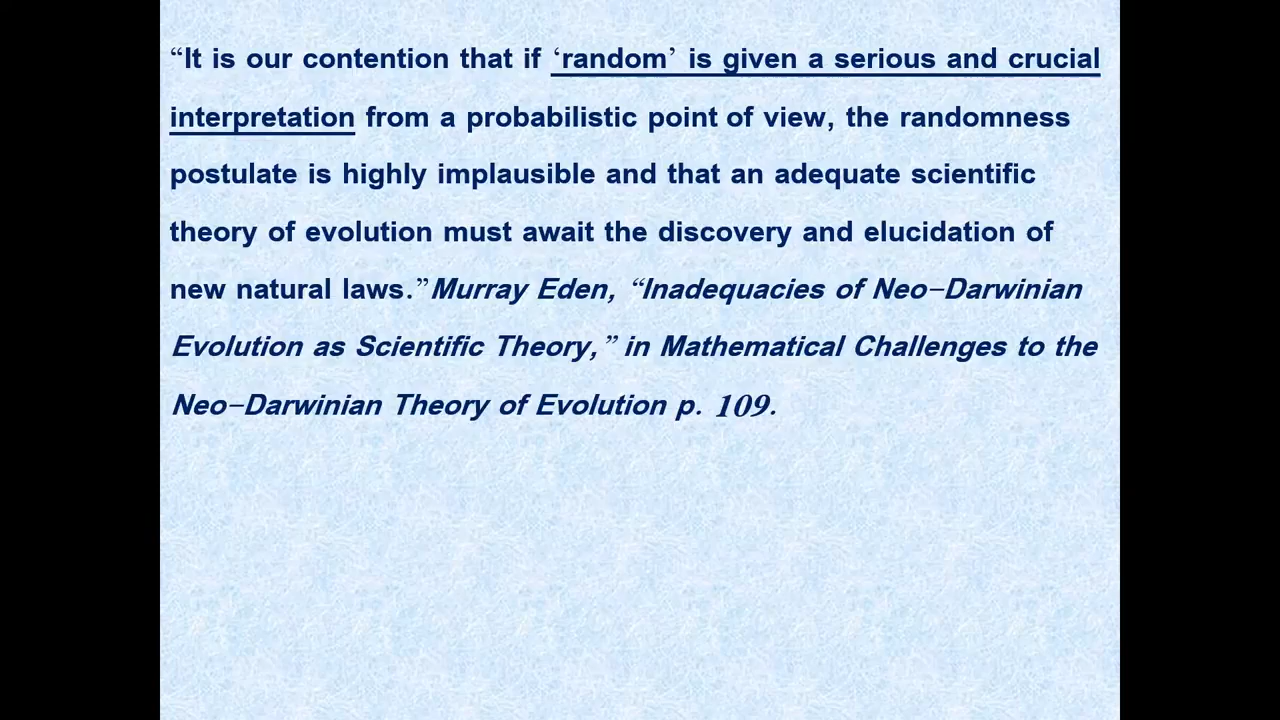 “It is our contention that if ‘random’ is given a serious and crucial
interpretation from a probabilistic point of view, the randomness
postulate is highly implausible and that an adequate scientific
theory of evolution must await the discovery and elucidation of
new natural laws.”Murray Eden, “Inadequacies of Neo-Darwinian
Evolution as Scientific Theory,” in Mathematical Challenges to the
Neo-Darwinian Theory of Evolution p. 109.